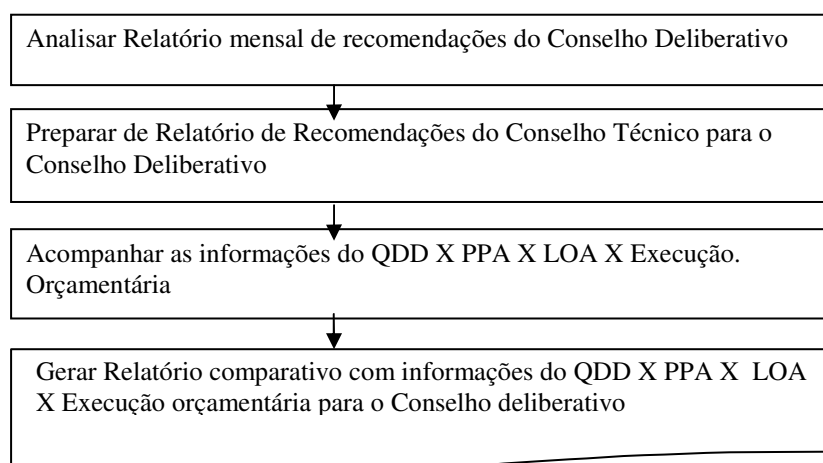 Analisar Relatório mensal de recomendações do Conselho Deliberativo
Preparar de Relatório de Recomendações do Conselho Técnico para o
Conselho Deliberativo
Acompanhar as informações do QDD X PPA X LOA X Execução.
Orçamentária
Gerar Relatório comparativo com informações do QDD X PPA X LOA
X Execução orçamentária para o Conselho deliberativo